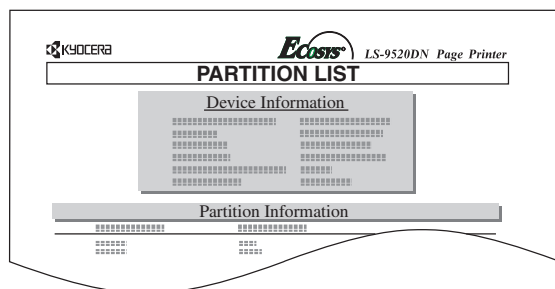 KYOCERA
Ecosys LS-9520DN Page Printer
PARTITION LIST
Device Information
Partition Information